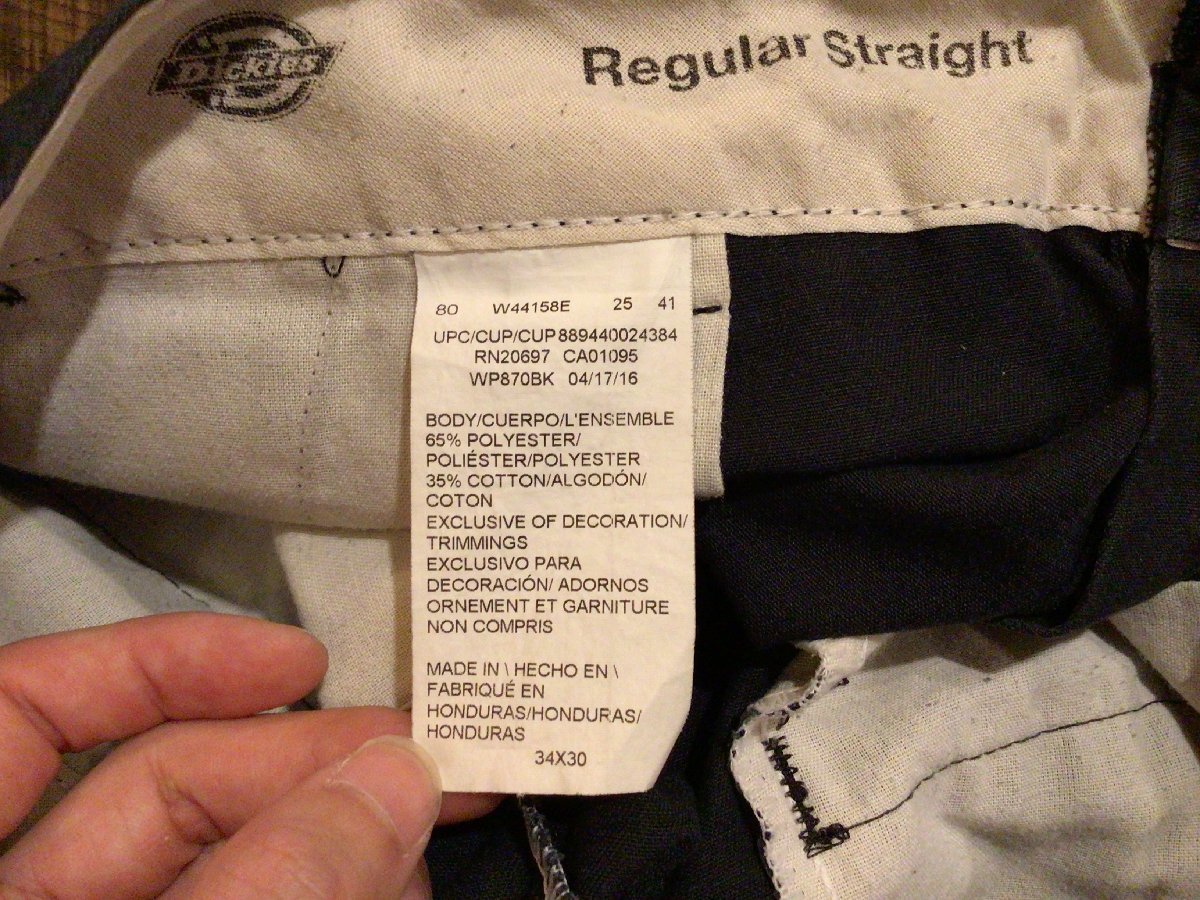 Dickies
Regular Straight
80 W44158E 25 41
UPC/CUP/CUP 889440024384
RN20697 CA01095
WP870BK 04/17/16
BODY/CUERPO/L'ENSEMBLE
65% POLYESTER/
POLIÉSTER/POLYESTER
35% COTTON/ALGODÓN/
COTON
EXCLUSIVE OF DECORATION/
TRIMMINGS
EXCLUSIVO PARA
DECORACIÓN/ ADORNOS
ORNEMENT ET GARNITURE
NON COMPRIS
MADE IN \ HECHO EN \
FABRIQUÉ EN
HONDURAS/HONDURAS/
HONDURAS
34X30